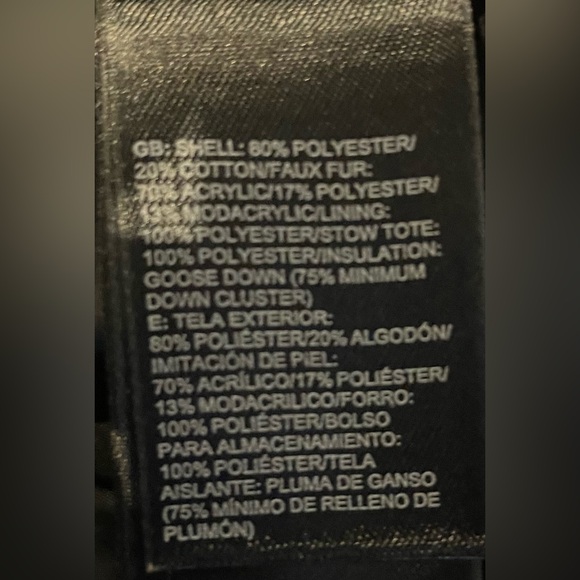 GB: SHELL: 80% POLYESTER/
20% COTTON/FAUX FUR:
70% ACRYLIC/17% POLYESTER/
13% MODACRYLIC/LINING:
100% POLYESTER/STOW TOTE:
100% POLYESTER/INSULATION:
GOOSE DOWN (75% MINIMUM
DOWN CLUSTER)
E: TELA EXTERIOR:
80% POLIÉSTER/20% ALGODÓN/
IMITACIÓN DE PIEL:
70% ACRÍLICO/17% POLIÉSTER/
13% MODACRILICO/FORRO:
100% POLIÉSTER/BOLSO
PARA ALMACENAMIENTO:
100% POLIÉSTER/TELA
AISLANTE: PLUMA DE GANSO
(75% MÍNIMO DE RELLENO DE
PLUMÓN)